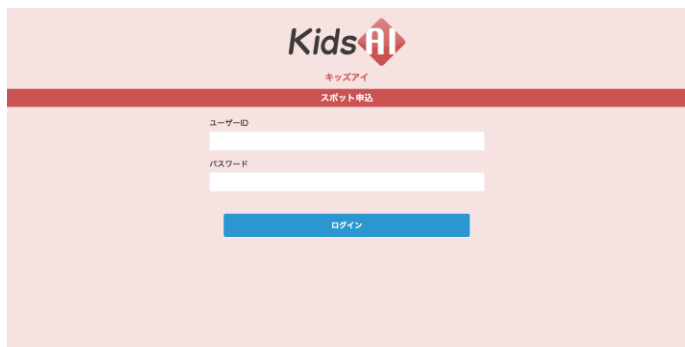 KidsAI
キッズアイ
スポット申込
ユーザーID
パスワード
ログイン